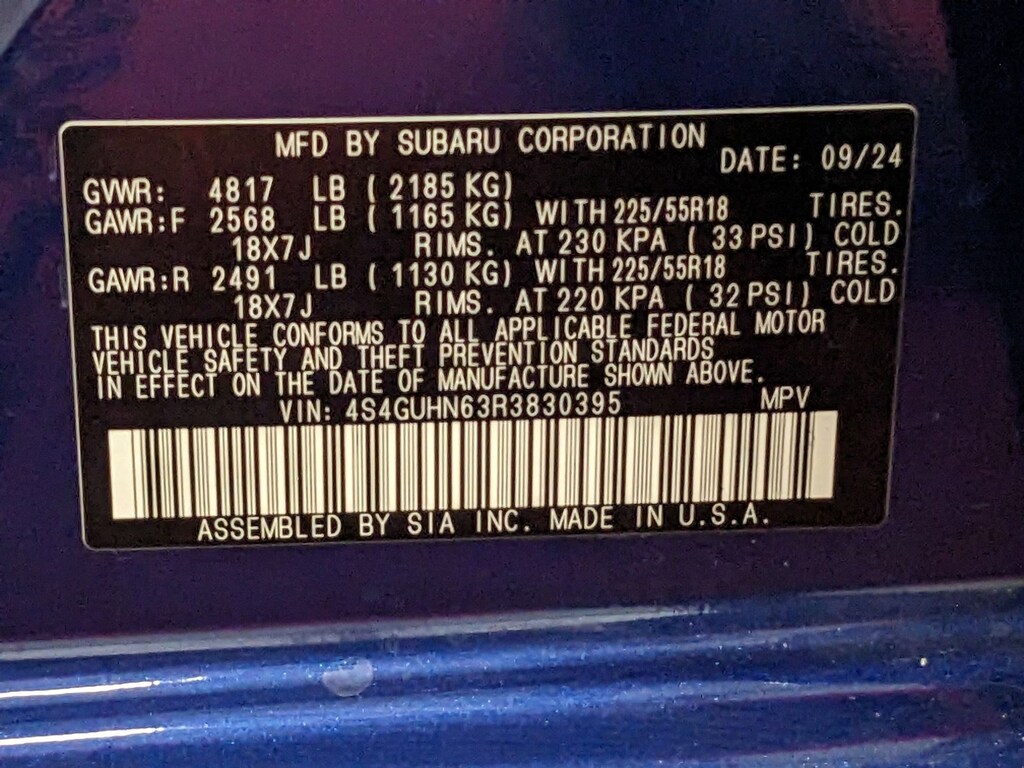 MFD BY SUBARU CORPORATION DATE: 09/24
GVWR: 4817 LB ( 2185 KG)
GAWR:F 2568 LB ( 1165 KG) WITH 225/55R18 TIRES.
18X7J RIMS. AT 230 KPA ( 33 PSI) COLD
GAWR:R 2491 LB ( 1130 KG) WITH 225/55R18 TIRES.
18X7J RIMS. AT 220 KPA ( 32 PSI) COLD
THIS VEHICLE CONFORMS TO ALL APPLICABLE FEDERAL MOTOR
VEHICLE SAFETY AND THEFT PREVENTION STANDARDS
IN EFFECT ON THE DATE OF MANUFACTURE SHOWN ABOVE.
VIN: 4S4GUHN63R3830395 MPV
ASSEMBLED BY SIA INC. MADE IN U.S.A.